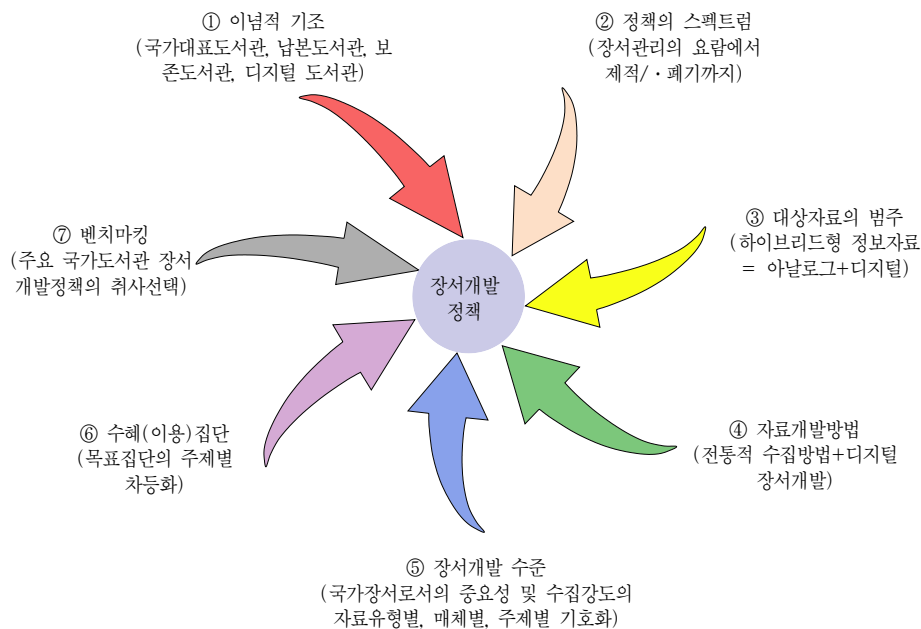 ① 이념적 기조
(국가대표도서관, 납본도서관, 보
존도서관, 디지털 도서관)
② 정책의 스펙트럼
(장서관리의 요람에서
제적/・폐기까지)
③ 대상자료의 범주
(하이브리드형 정보자료
= 아날로그+디지털)
④ 자료개발방법
(전통적 수집방법+디지털
장서개발)
⑤ 장서개발 수준
(국가장서로서의 중요성 및 수집강도의
자료유형별, 매체별, 주제별 기호화)
⑥ 수혜(이용)집단
(목표집단의 주제별
차등화)
⑦ 벤치마킹
(주요 국가도서관 장서
개발정책의 취사선택)
장서개발
정책